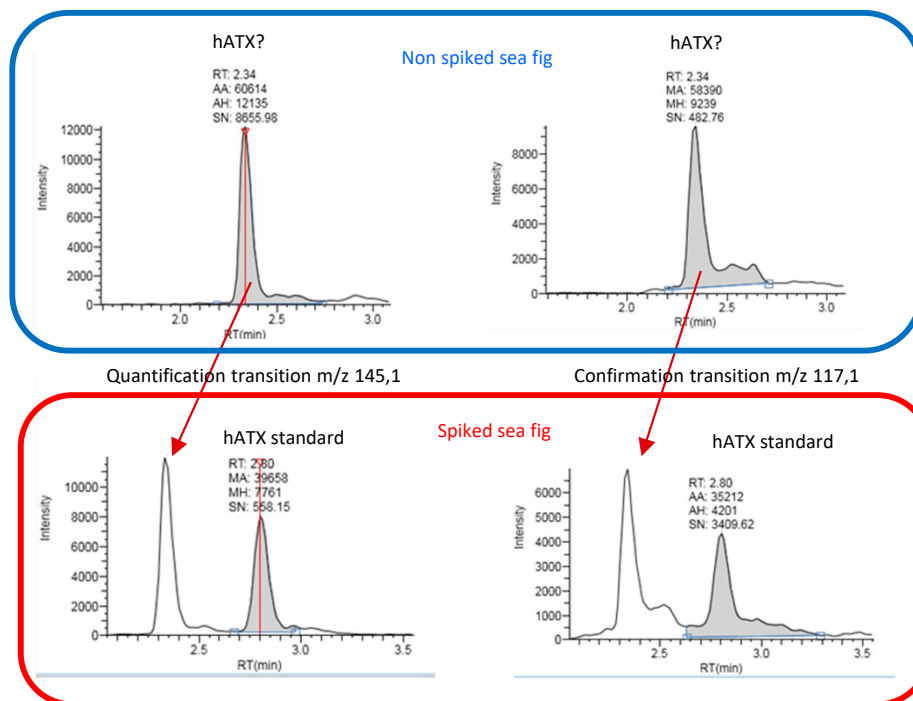 hATX?
Non spiked sea fig
hATX?
RT: 2.34
AA: 60614
AH: 12135
SN: 8655.98
RT: 2.34
MA: 58390
MH: 9239
SN: 482.76
12000
10000
8000
6000
4000
2000
0
Intensity
2.0
2.5
3.0
RT(min)
8000
6000
4000
2000
0
Intensity
2.0
2.5
3.0
RT(min)
Quantification transition m/z 145,1
Confirmation transition m/z 117,1
hATX standard
Spiked sea fig
hATX standard
RT: 2.80
MA: 39658
MH: 7761
SN: 558.15
RT: 2.80
AA: 35212
AH: 4201
SN: 3409.62
10000
8000
6000
4000
2000
0
Intensity
2.5
3.0
3.5
RT(min)
6000
5000
4000
3000
2000
1000
0
Intensity
2.5
3.0
3.5
RT(min)